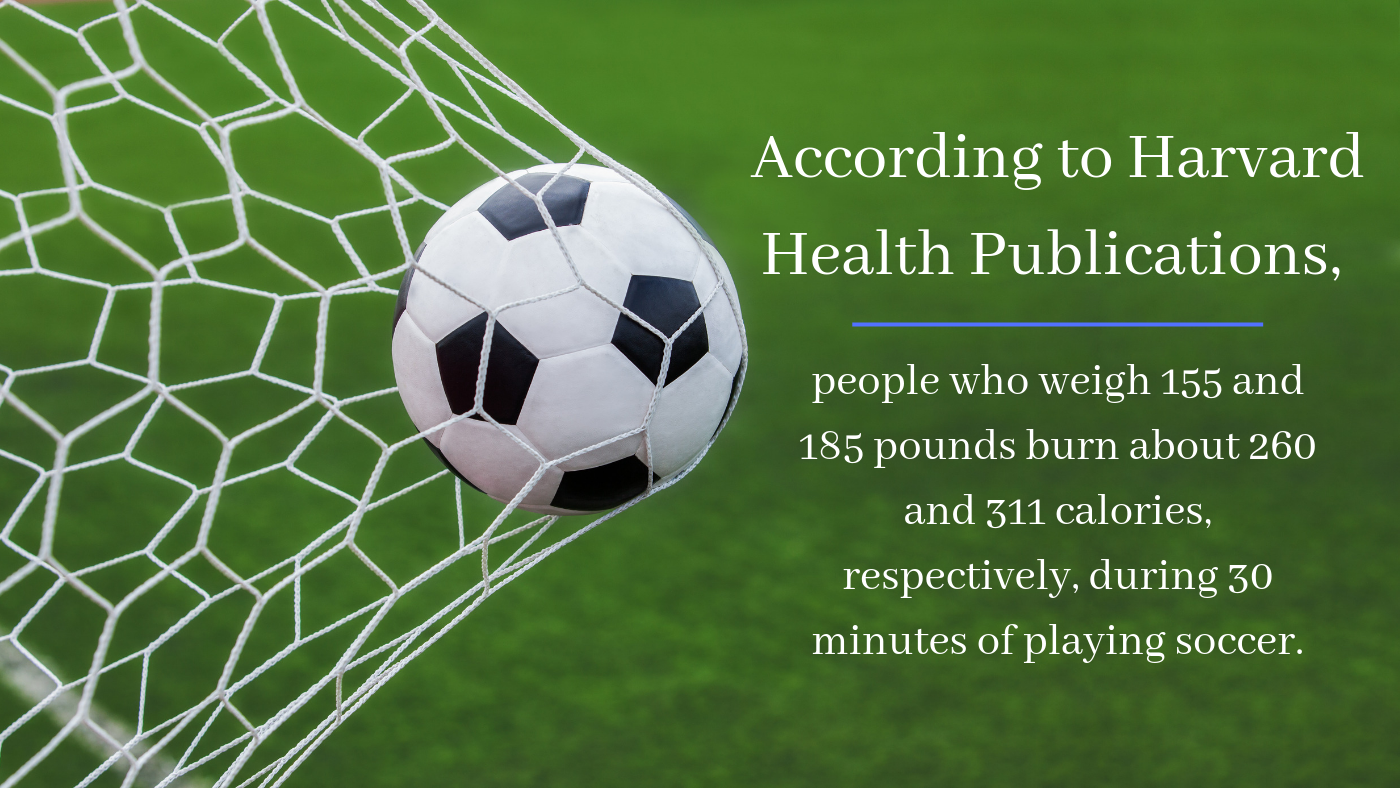 According to Harvard
Health Publications,
people who weigh 155 and
185 pounds burn about 260
and 311 calories,
respectively, during 30
minutes of playing soccer.